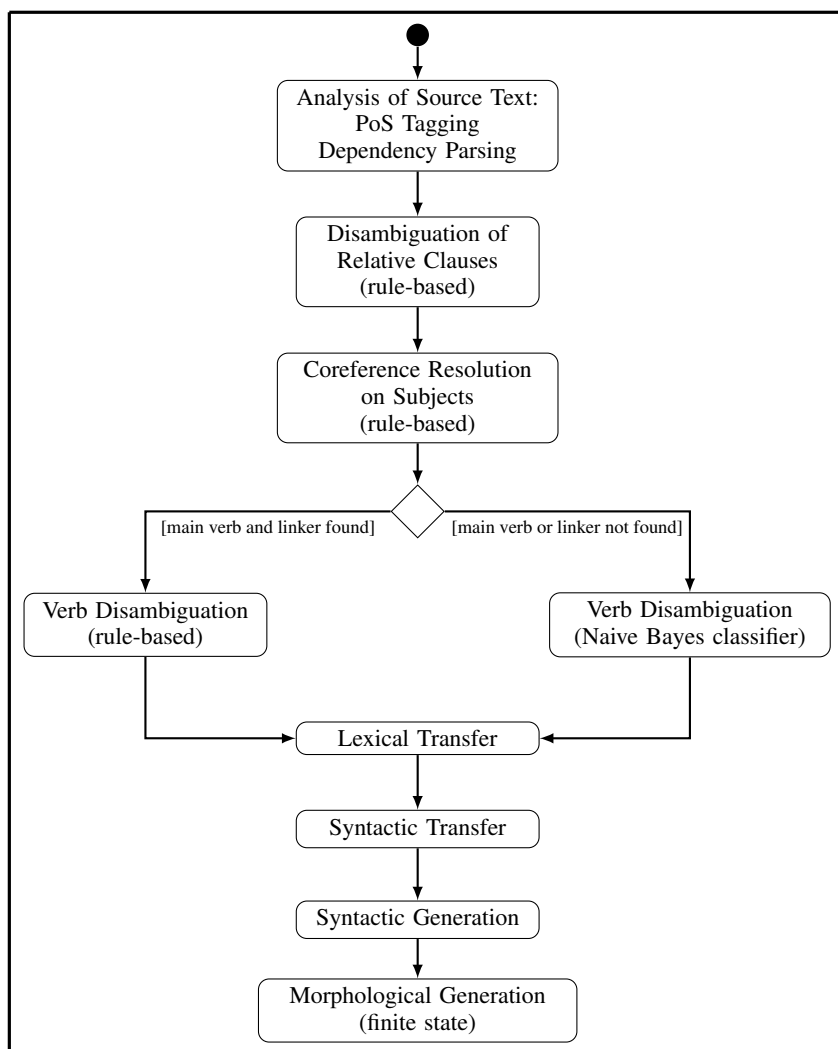 Analysis of Source Text:
PoS Tagging
Dependency Parsing
Disambiguation of
Relative Clauses
(rule-based)
Coreference Resolution
on Subjects
(rule-based)
[main verb and linker found]
[main verb or linker not found]
Verb Disambiguation
(rule-based)
Verb Disambiguation
(Naive Bayes classifier)
Lexical Transfer
Syntactic Transfer
Syntactic Generation
Morphological Generation
(finite state)